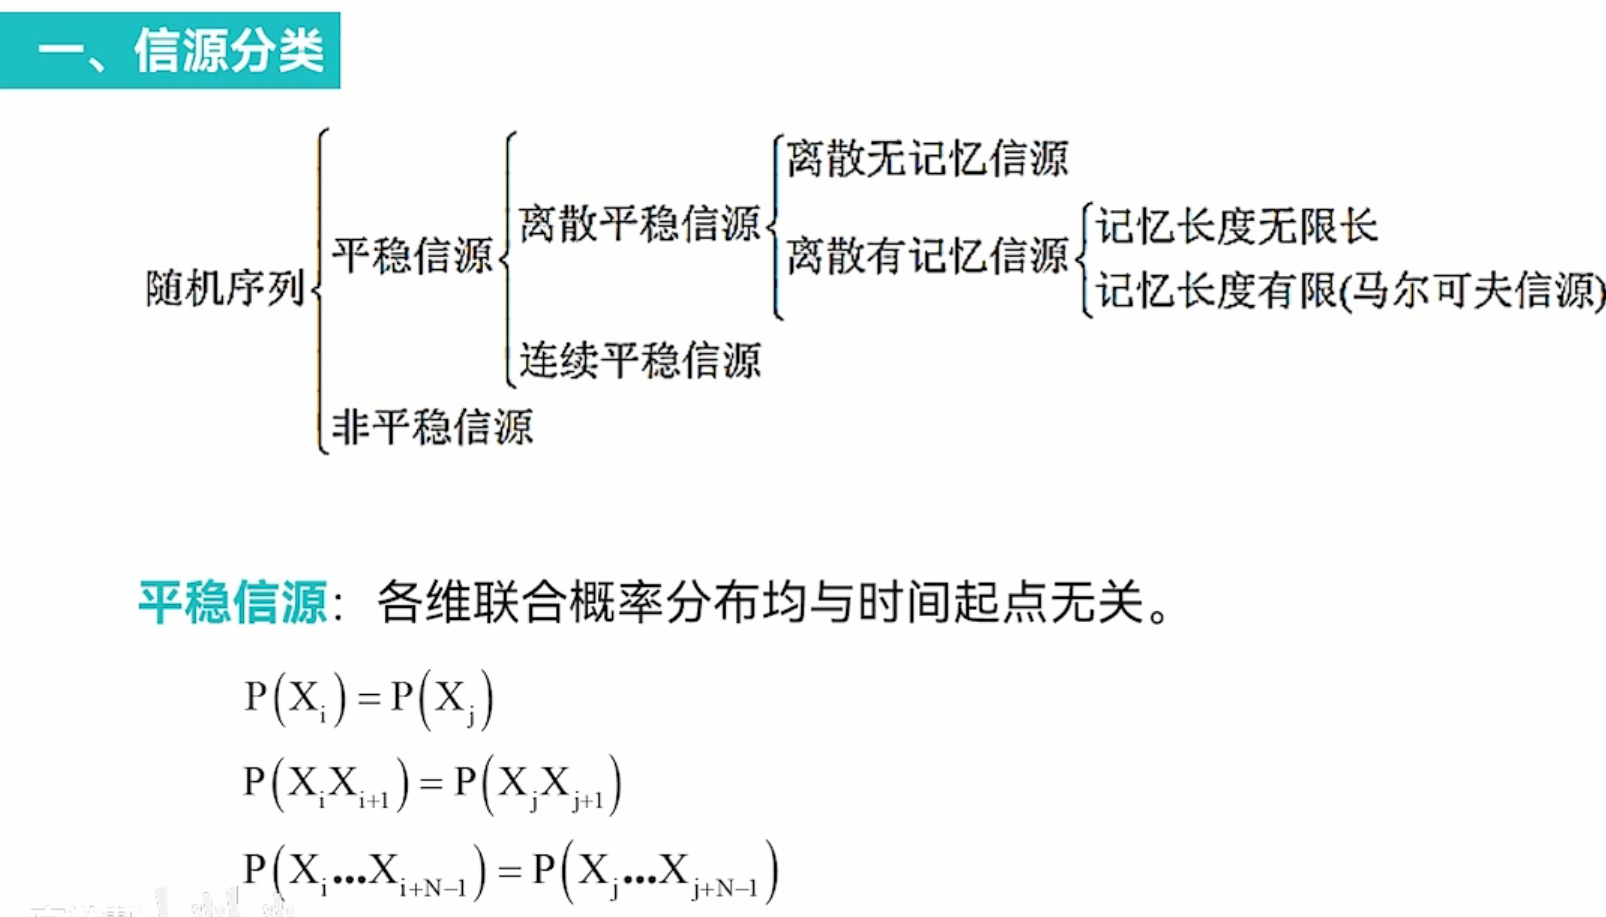 一、信源分类
离散无记忆信源
离散平稳信源
记忆长度无限长
平稳信源
离散有记忆信源
随机序列
记忆长度有限(马尔可夫信源)
连续平稳信源
非平稳信源
平稳信源：各维联合概率分布均与时间起点无关。
P(X_i)=P(X_j)
P(X_iX_{i+1})=P(X_jX_{j+1})
P(X_i...X_{i+N-1})=P(X_j...X_{j+N-1})